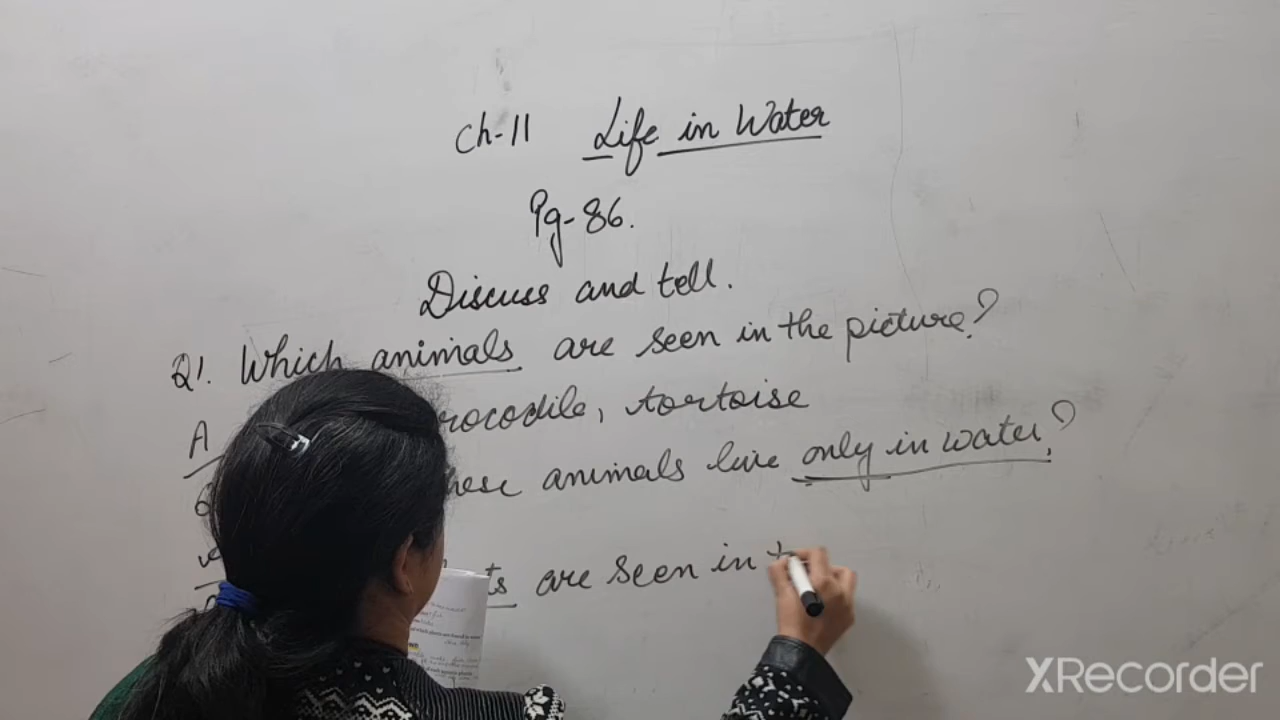 Ch-11 Life in Water
Pg-86.
Discuss and tell.
Q1. Which animals are seen in the picture?
A rocodile, tortoise
animals live only in water?
ts are seen in t
XRecorder